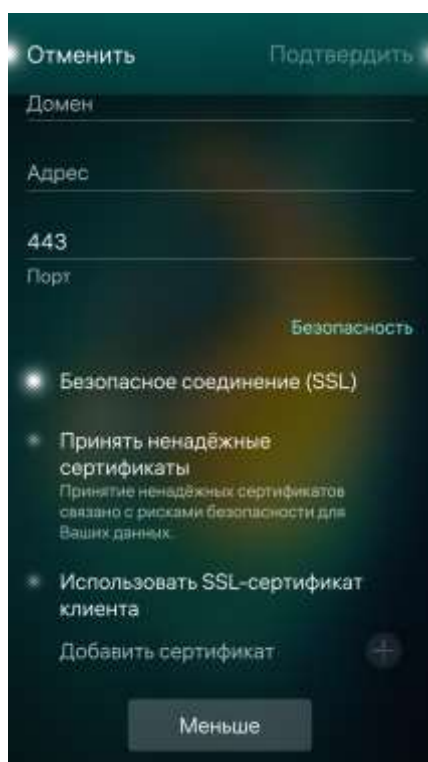 Отменить Подтвердить
Домен
Адрес
443
Порт
Безопасность
Безопасное соединение (SSL)
Принять ненадёжные
сертификаты
Принятие ненадёжных сертификатов
связано с рисками безопасности для
Ваших данных.
Использовать SSL-сертификат
клиента
Добавить сертификат
Меньше